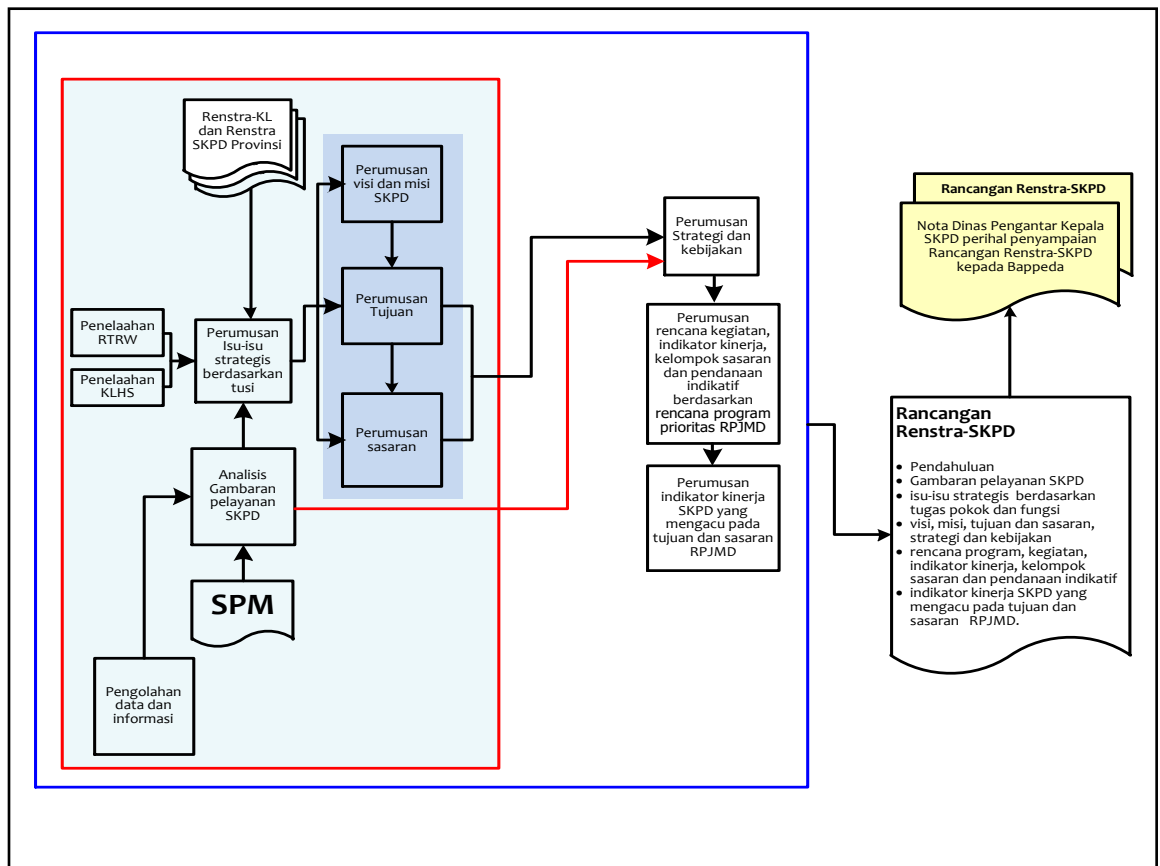 Renstra-KL
dan Renstra
SKPD Provinsi
Perumusan
visi dan misi
SKPD
Perumusan
Tujuan
Perumusan
sasaran
Penelaahan
RTRW
Penelaahan
KLHS
Perumusan
Isu-isu
strategis
berdasarkan
tusi
Analisis
Gambaran
pelayanan
SKPD
SPM
Pengolahan
data dan
informasi
Perumusan
Strategi dan
kebijakan
Perumusan
rencana kegiatan,
indikator kinerja,
kelompok sasaran
dan pendanaan
indikatif berdasarkan
rencana program
prioritas RPJMD
Perumusan
indikator kinerja
SKPD yang
mengacu pada
tujuan dan sasaran
RPJMD
Rancangan Renstra-SKPD
Nota Dinas Pengantar Kepala
SKPD perihal penyampaian
Rancangan Renstra-SKPD
kepada Bappeda
Rancangan
Renstra-SKPD
• Pendahuluan
• Gambaran pelayanan SKPD
• isu-isu strategis berdasarkan
tugas pokok dan fungsi
• visi, misi, tujuan dan sasaran,
strategi dan kebijakan
• rencana program, kegiatan,
indikator kinerja, kelompok
sasaran dan pendanaan indikatif
• indikator kinerja SKPD yang
mengacu pada tujuan dan
sasaran RPJMD.